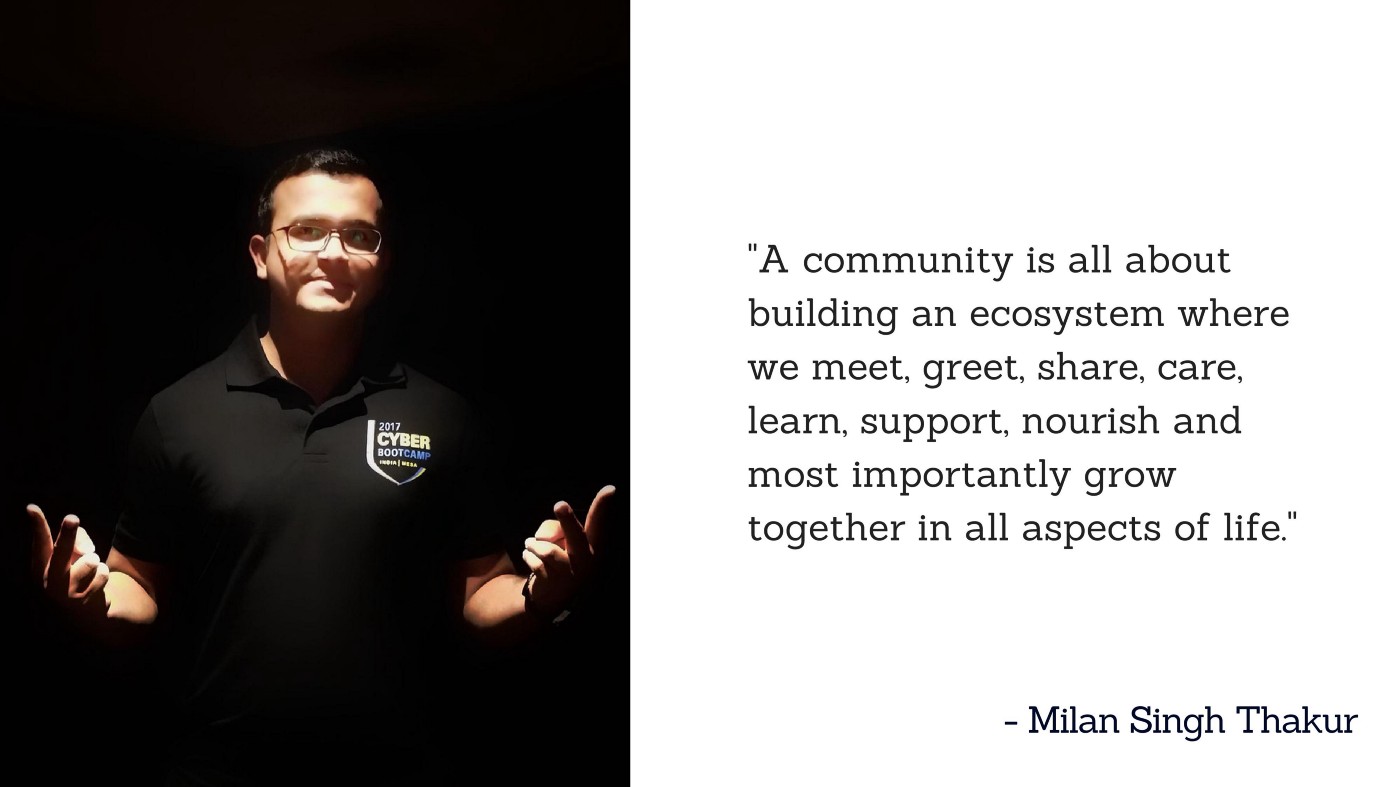 2017
CYBER
BOOTCAMP
INDIA | MESA
"A community is all about
building an ecosystem where
we meet, greet, share, care,
learn, support, nourish and
most importantly grow
together in all aspects of life."
- Milan Singh Thakur